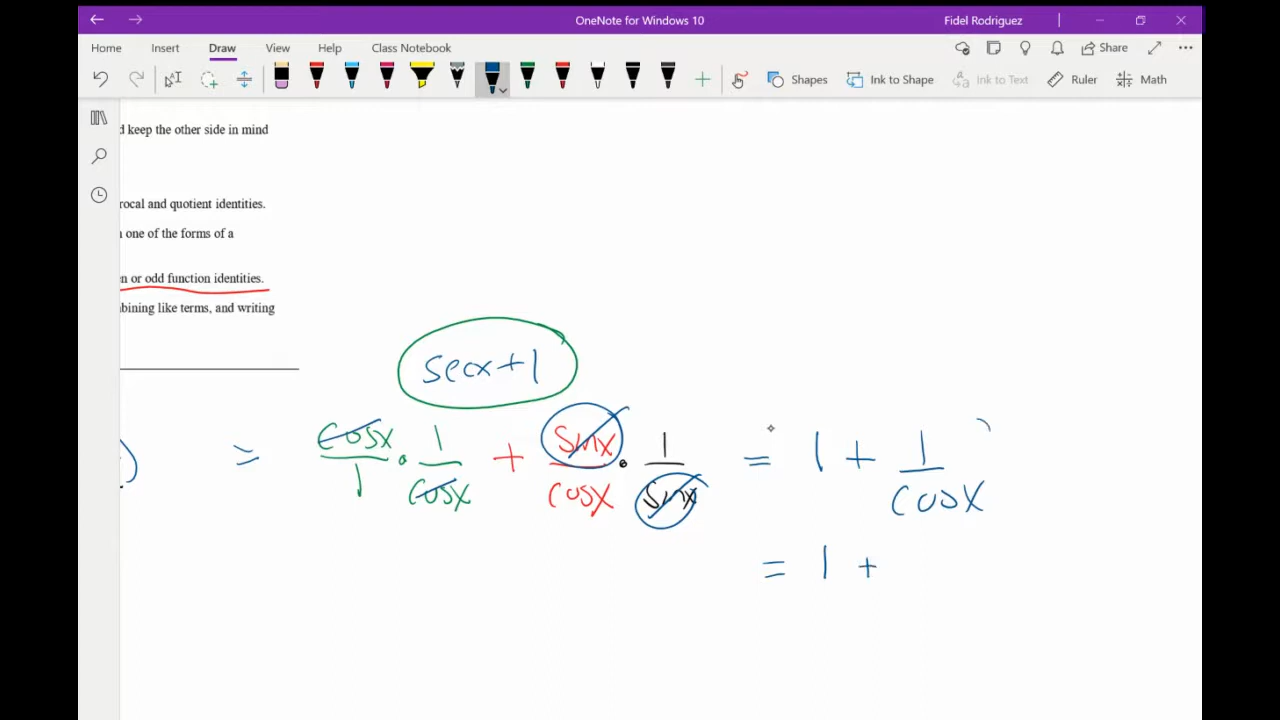 OneNote for Windows 10
Fidel Rodriguez
Home Insert Draw View Help Class Notebook
Share
Shapes Ink to Shape Ink to Text Ruler Math
d keep the other side in mind
rocal and quotient identities.
n one of the forms of a
en or odd function identities.
bining like terms, and writing
secx+1
) = cosx/1 • 1/cosx + sinx/cosx • 1/sinx = 1 + 1/cosx
= 1 +